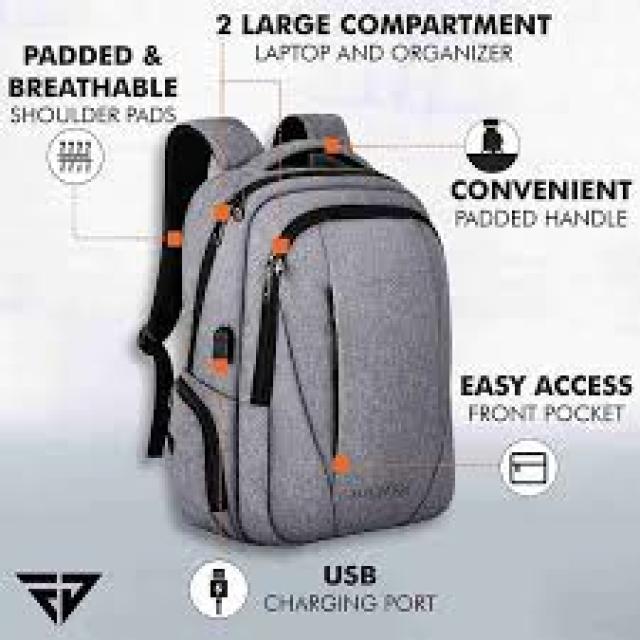 2 LARGE COMPARTMENT
LAPTOP AND ORGANIZER
PADDED &
BREATHABLE
SHOULDER PADS
CONVENIENT
PADDED HANDLE
EASY ACCESS
FRONT POCKET
USB
CHARGING PORT